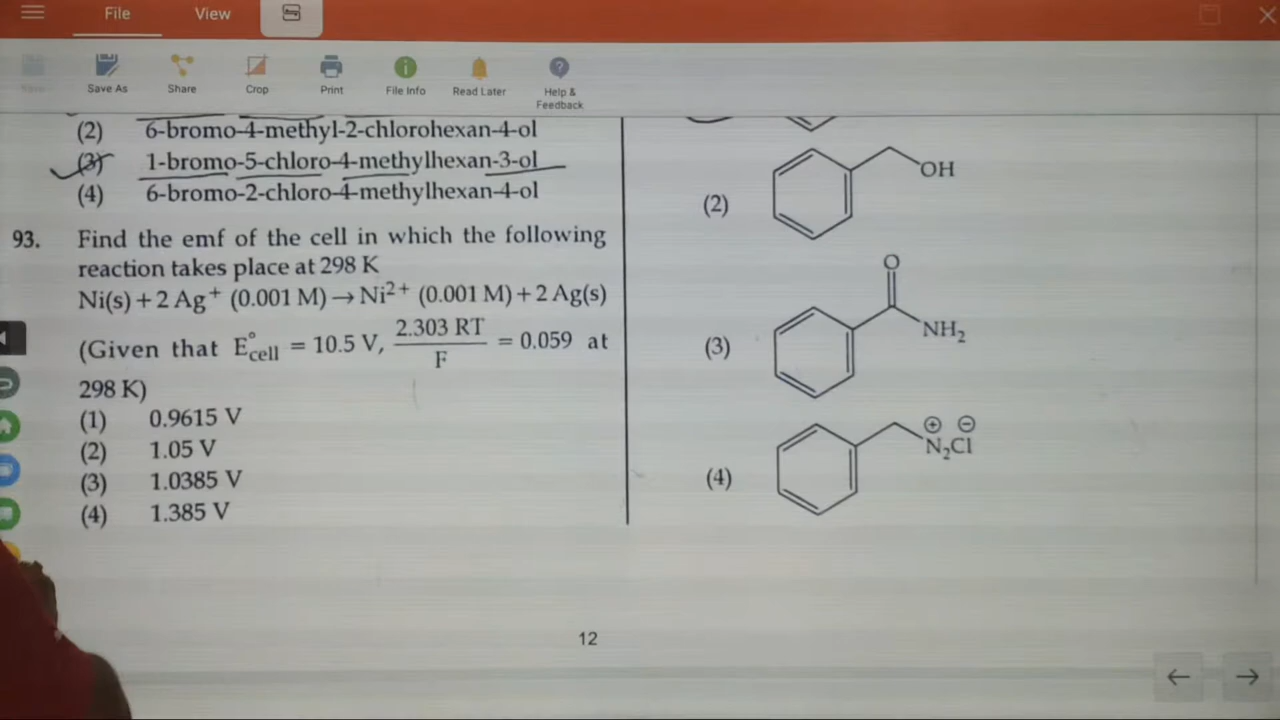 File View
Save As Share Crop Print File Info Read Later Help &
Feedback
(2) 6-bromo-4-methyl-2-chlorohexan-4-ol
(3) 1-bromo-5-chloro-4-methylhexan-3-ol
(4) 6-bromo-2-chloro-4-methylhexan-4-ol
93. Find the emf of the cell in which the following
reaction takes place at 298 K
Ni(s) + 2 Ag⁺ (0.001 M) → Ni²⁺ (0.001 M) + 2 Ag(s)
(Given that E°cell = 10.5 V, 2.303 RT / F = 0.059 at
298 K)
(1) 0.9615 V
(2) 1.05 V
(3) 1.0385 V
(4) 1.385 V
(2) OH
O
(3) NH₂
⊕ ⊖
(4) N₂Cl
12